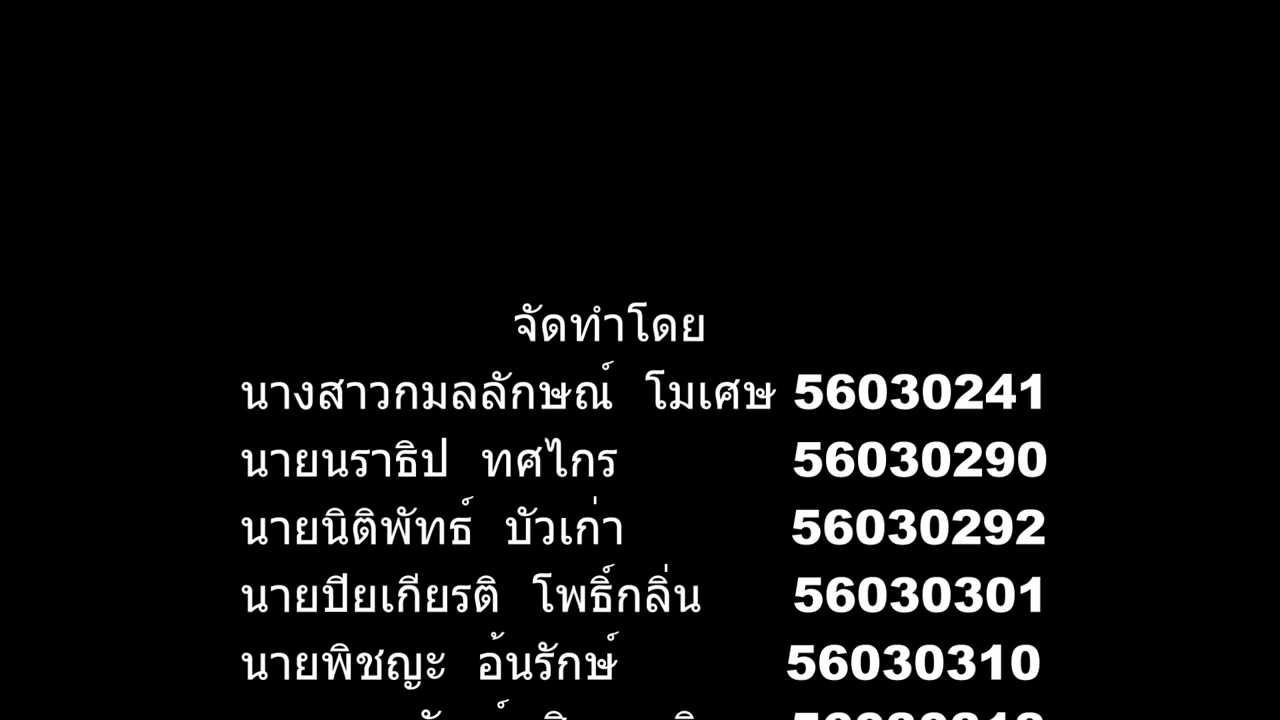 จัดทำโดย
นางสาวกมลลักษณ์ โมเศษ 56030241
นายนราธิป ทศไกร 56030290
นายนิติพัทธ์ บัวเก่า 56030292
นายปิยเกียรติ โพธิ์กลิ่น 56030301
นายพิชญะ อ้นรักษ์ 56030310